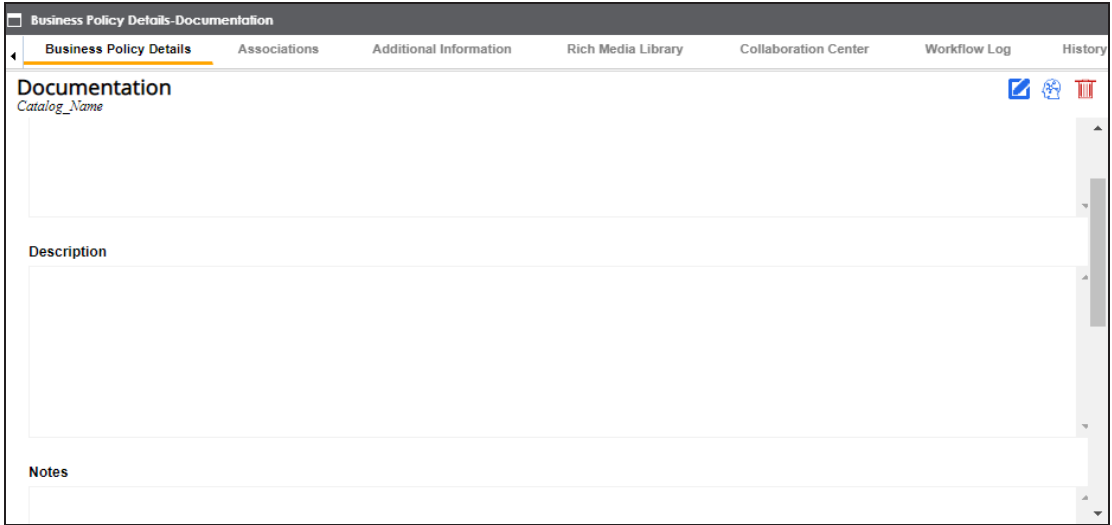 Business Policy Details-Documentation
Business Policy Details Associations Additional Information Rich Media Library Collaboration Center Workflow Log History
Documentation
Catalog_Name
Description
Notes